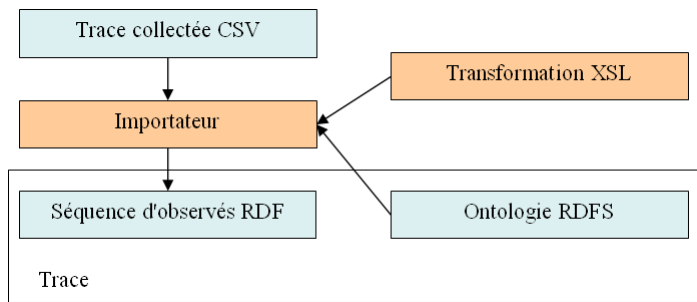 Trace collectée CSV
Transformation XSL
Importateur
Séquence d'observés RDF
Ontologie RDFS
Trace